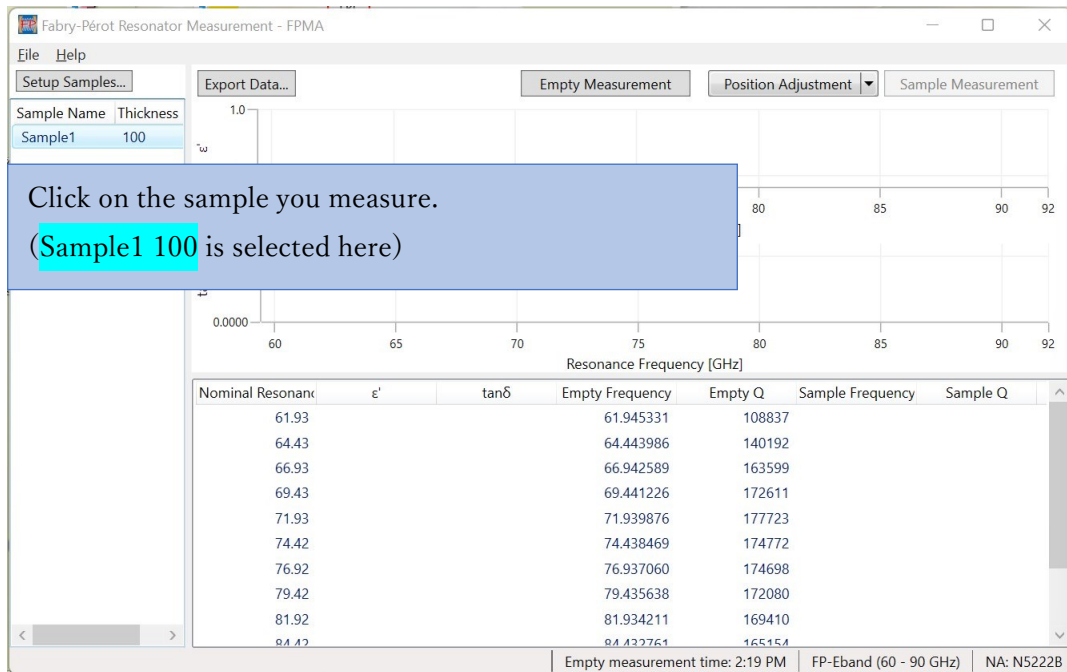 Fabry-Pérot Resonator Measurement - FPMA
File Help
Setup Samples...
Export Data...
Empty Measurement
Position Adjustment
Sample Measurement
Sample Name Thickness
Sample1 100
1.0
ε'
Click on the sample you measure.
(Sample1 100 is selected here)
80 85 90 92
]
0.0000
60 65 70 75 80 85 90 92
Resonance Frequency [GHz]
Nominal Resonanc ε' tanδ Empty Frequency Empty Q Sample Frequency Sample Q
61.93 61.945331 108837
64.43 64.443986 140192
66.93 66.942589 163599
69.43 69.441226 172611
71.93 71.939876 177723
74.42 74.438469 174772
76.92 76.937060 174698
79.42 79.435638 172080
81.92 81.934211 169410
84.42 84.432761 165154
Empty measurement time: 2:19 PM FP-Eband (60 - 90 GHz) NA: N5222B